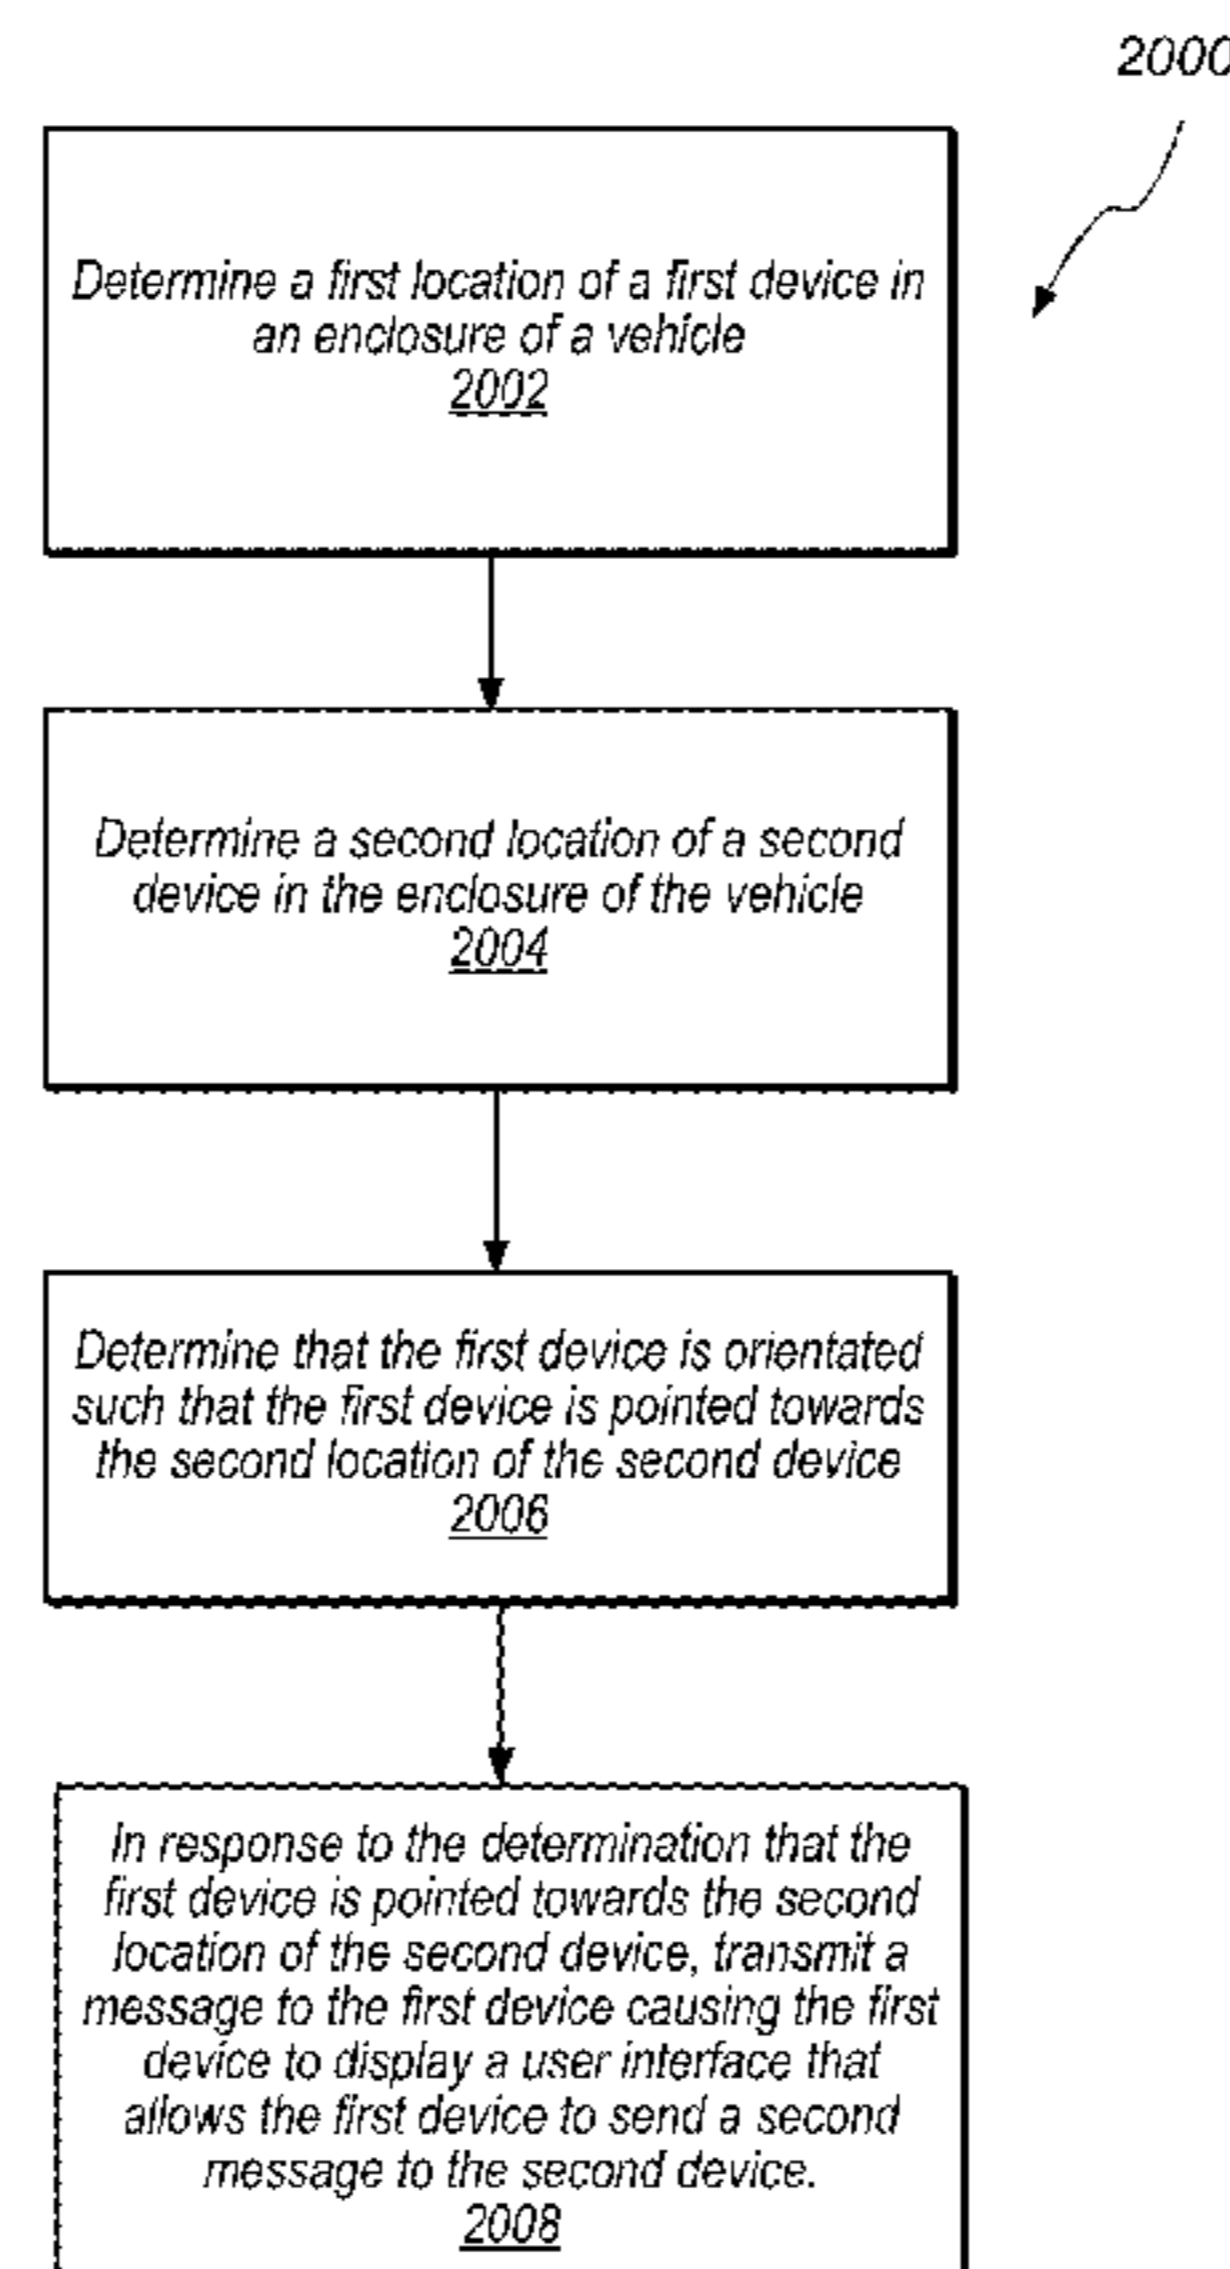 2000
Determine a first location of a first device in
an enclosure of a vehicle
2002
Determine a second location of a second
device in the enclosure of the vehicle
2004
Determine that the first device is orientated
such that the first device is pointed towards
the second location of the second device
2006
In response to the determination that the
first device is pointed towards the second
location of the second device, transmit a
message to the first device causing the first
device to display a user interface that
allows the first device to send a second
message to the second device.
2008